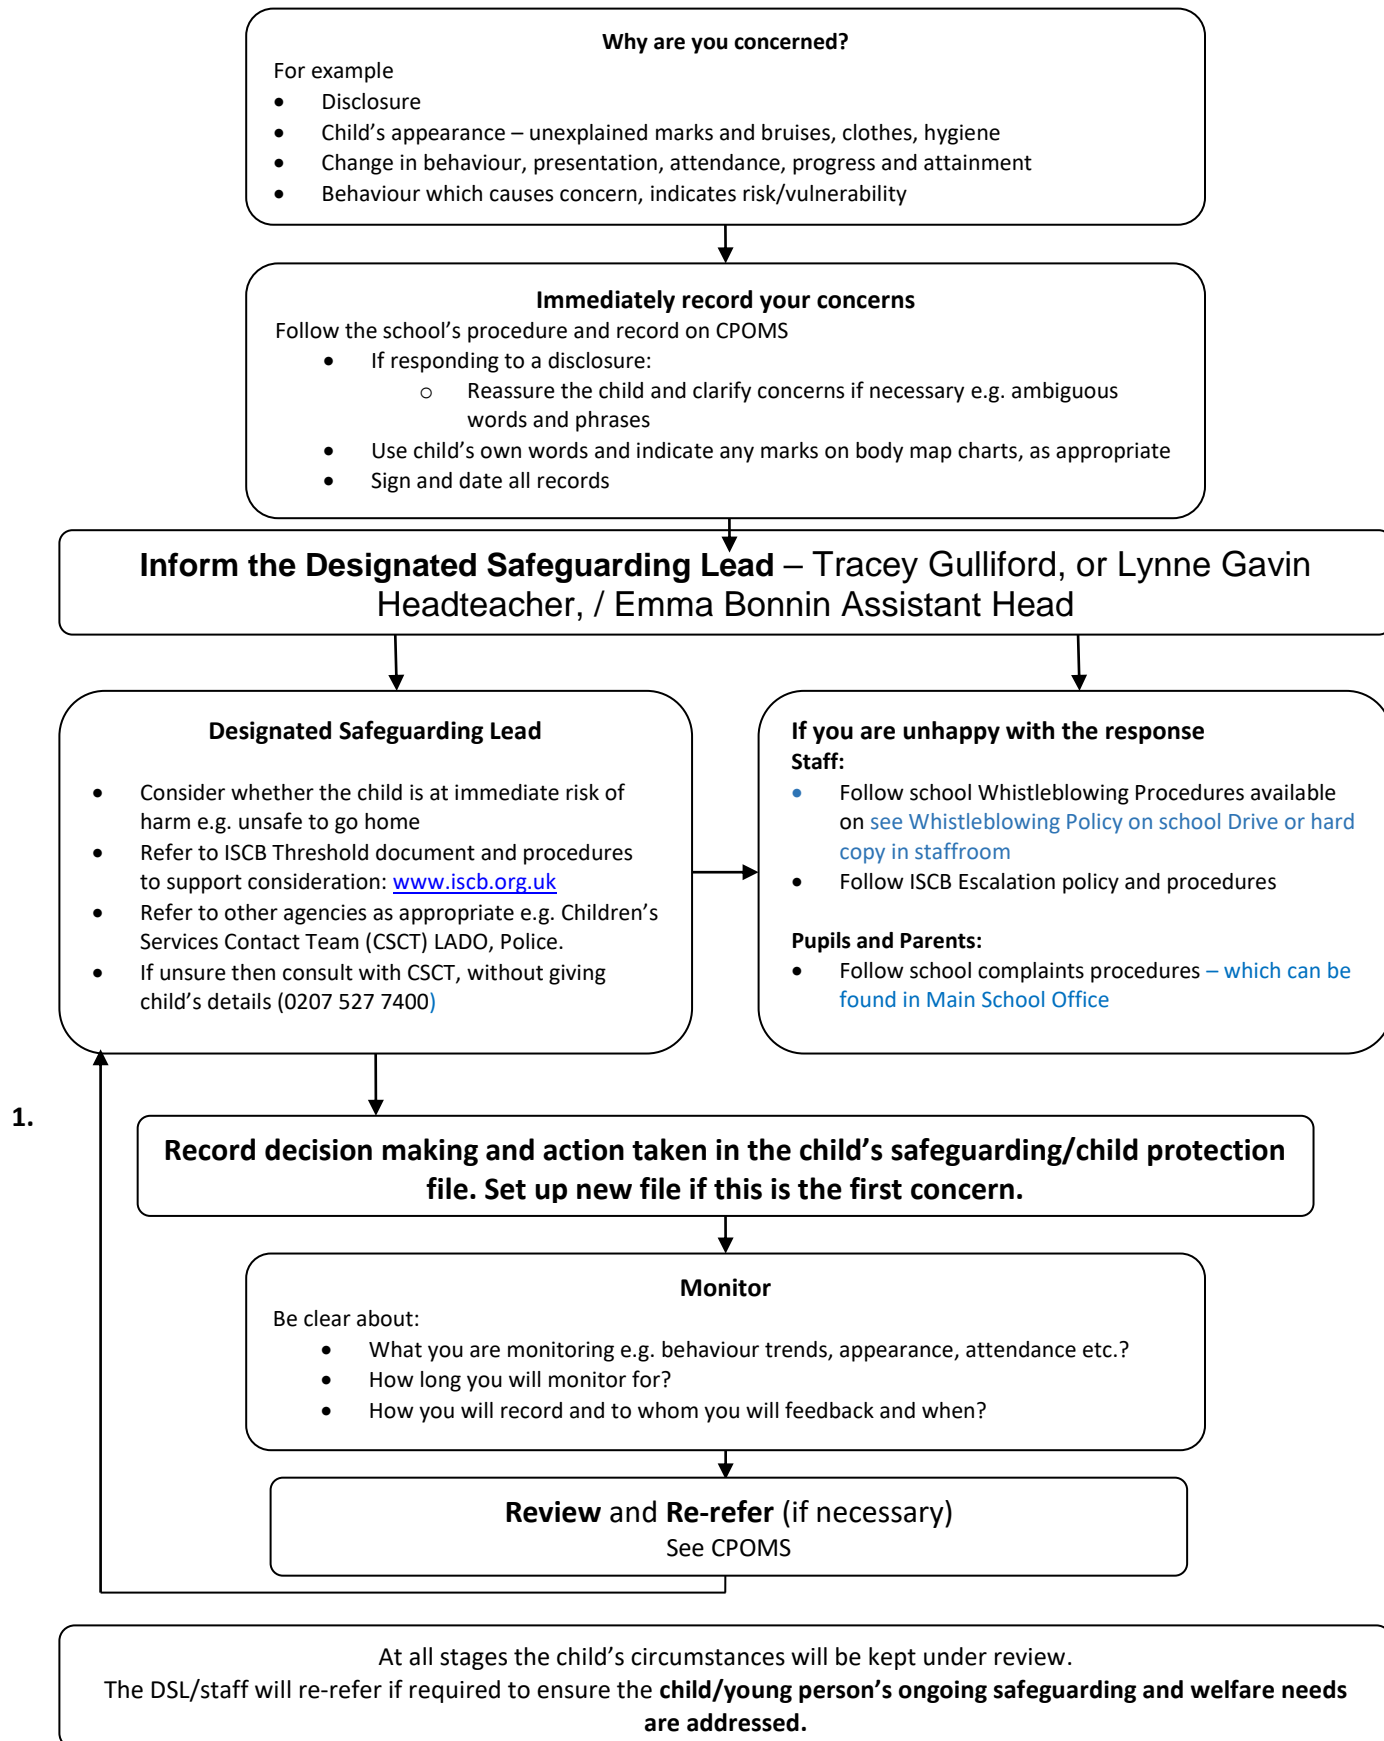 Why are you concerned?
For example
• Disclosure
• Child’s appearance – unexplained marks and bruises, clothes, hygiene
• Change in behaviour, presentation, attendance, progress and attainment
• Behaviour which causes concern, indicates risk/vulnerability
Immediately record your concerns
Follow the school’s procedure and record on CPOMS
• If responding to a disclosure:
o Reassure the child and clarify concerns if necessary e.g. ambiguous
words and phrases
• Use child’s own words and indicate any marks on body map charts, as appropriate
• Sign and date all records
Inform the Designated Safeguarding Lead – Tracey Gulliford, or Lynne Gavin
Headteacher, / Emma Bonnin Assistant Head
Designated Safeguarding Lead
• Consider whether the child is at immediate risk of
harm e.g. unsafe to go home
• Refer to ISCB Threshold document and procedures
to support consideration: www.iscb.org.uk
• Refer to other agencies as appropriate e.g. Children’s
Services Contact Team (CSCT) LADO, Police.
• If unsure then consult with CSCT, without giving
child’s details (0207 527 7400)
If you are unhappy with the response
Staff:
• Follow school Whistleblowing Procedures available
on see Whistleblowing Policy on school Drive or hard
copy in staffroom
• Follow ISCB Escalation policy and procedures
Pupils and Parents:
• Follow school complaints procedures – which can be
found in Main School Office
1.
Record decision making and action taken in the child’s safeguarding/child protection
file. Set up new file if this is the first concern.
Monitor
Be clear about:
• What you are monitoring e.g. behaviour trends, appearance, attendance etc.?
• How long you will monitor for?
• How you will record and to whom you will feedback and when?
Review and Re-refer (if necessary)
See CPOMS
At all stages the child’s circumstances will be kept under review.
The DSL/staff will re-refer if required to ensure the child/young person’s ongoing safeguarding and welfare needs
are addressed.